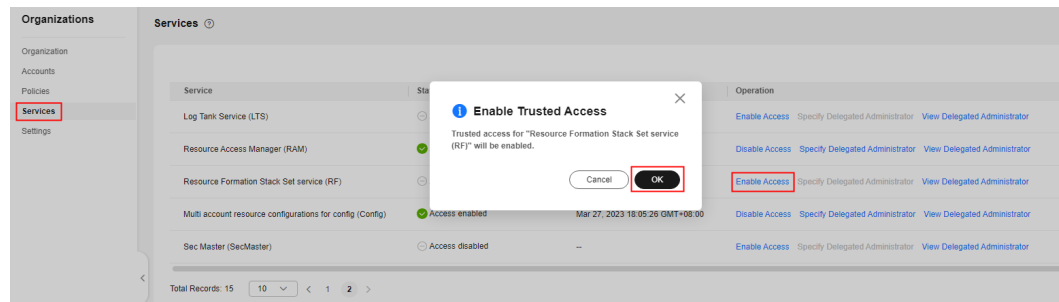 Organizations
Services
Organization
Accounts
Policies
Services
Settings
Service
Sta
Operation
Log Tank Service (LTS)
Enable Access Specify Delegated Administrator View Delegated Administrator
Resource Access Manager (RAM)
Disable Access Specify Delegated Administrator View Delegated Administrator
Resource Formation Stack Set service (RF)
Enable Access Specify Delegated Administrator View Delegated Administrator
Multi account resource configurations for config (Config)
Access enabled
Mar 27, 2023 18:05:26 GMT+08:00
Disable Access Specify Delegated Administrator View Delegated Administrator
Sec Master (SecMaster)
Access disabled
--
Enable Access Specify Delegated Administrator View Delegated Administrator
Enable Trusted Access
Trusted access for "Resource Formation Stack Set service
(RF)" will be enabled.
Cancel OK
Total Records: 15 10 < 1 2 >